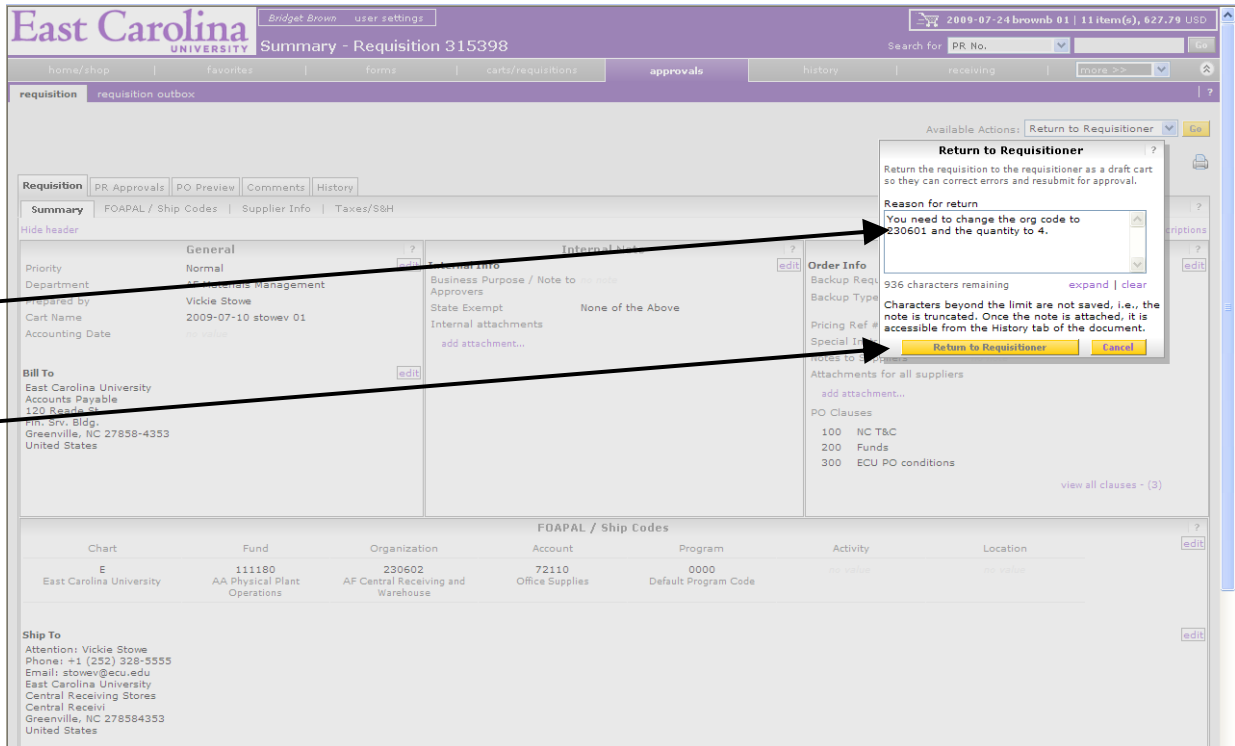 East Carolina
UNIVERSITY
Bridget Brown user settings
2009-07-24 brownb 01 | 11 item(s), 627.79 USD
Summary - Requisition 315398
Search for PR No. Go
home/shop | favorites | forms | carts/requisitions approvals history | receiving | more >>
requisition requisition outbox | ?
Available Actions: Return to Requisitioner Go
Return to Requisitioner ?
Return the requisition to the requisitioner as a draft cart
so they can correct errors and resubmit for approval.
Reason for return
You need to change the org code to
230601 and the quantity to 4.
936 characters remaining expand | clear
Characters beyond the limit are not saved, i.e., the
note is truncated. Once the note is attached, it is
accessible from the History tab of the document.
Return to Requisitioner Cancel
Requisition PR Approvals PO Preview Comments History
Summary FOAPAL / Ship Codes | Supplier Info | Taxes/S&H ?
Hide header
General ?
edit
Priority Normal
Department AF Materials Management
Prepared by Vickie Stowe
Cart Name 2009-07-10 stowev 01
Accounting Date no value
Bill To edit
East Carolina University
Accounts Payable
120 Reade St.
Fin. Srv. Bldg.
Greenville, NC 27858-4353
United States
Internal Note ?
Internal Info edit
Business Purpose / Note to no note
Approvers
State Exempt None of the Above
Internal attachments
add attachment...
?
Order Info edit
Backup Requ
Backup Type
Pricing Ref #
Special
Notes to Suppliers
Attachments for all suppliers
add attachment...
PO Clauses
100 NC T&C
200 Funds
300 ECU PO conditions
view all clauses - (3)
FOAPAL / Ship Codes ?
edit
Chart Fund Organization Account Program Activity Location
E 111180 230602 72110 0000 no value no value
East Carolina University AA Physical Plant AF Central Receiving and Office Supplies Default Program Code
Operations Warehouse
Ship To edit
Attention: Vickie Stowe
Phone: +1 (252) 328-5555
Email: stowev@ecu.edu
East Carolina University
Central Receiving Stores
Central Receivi
Greenville, NC 278584353
United States